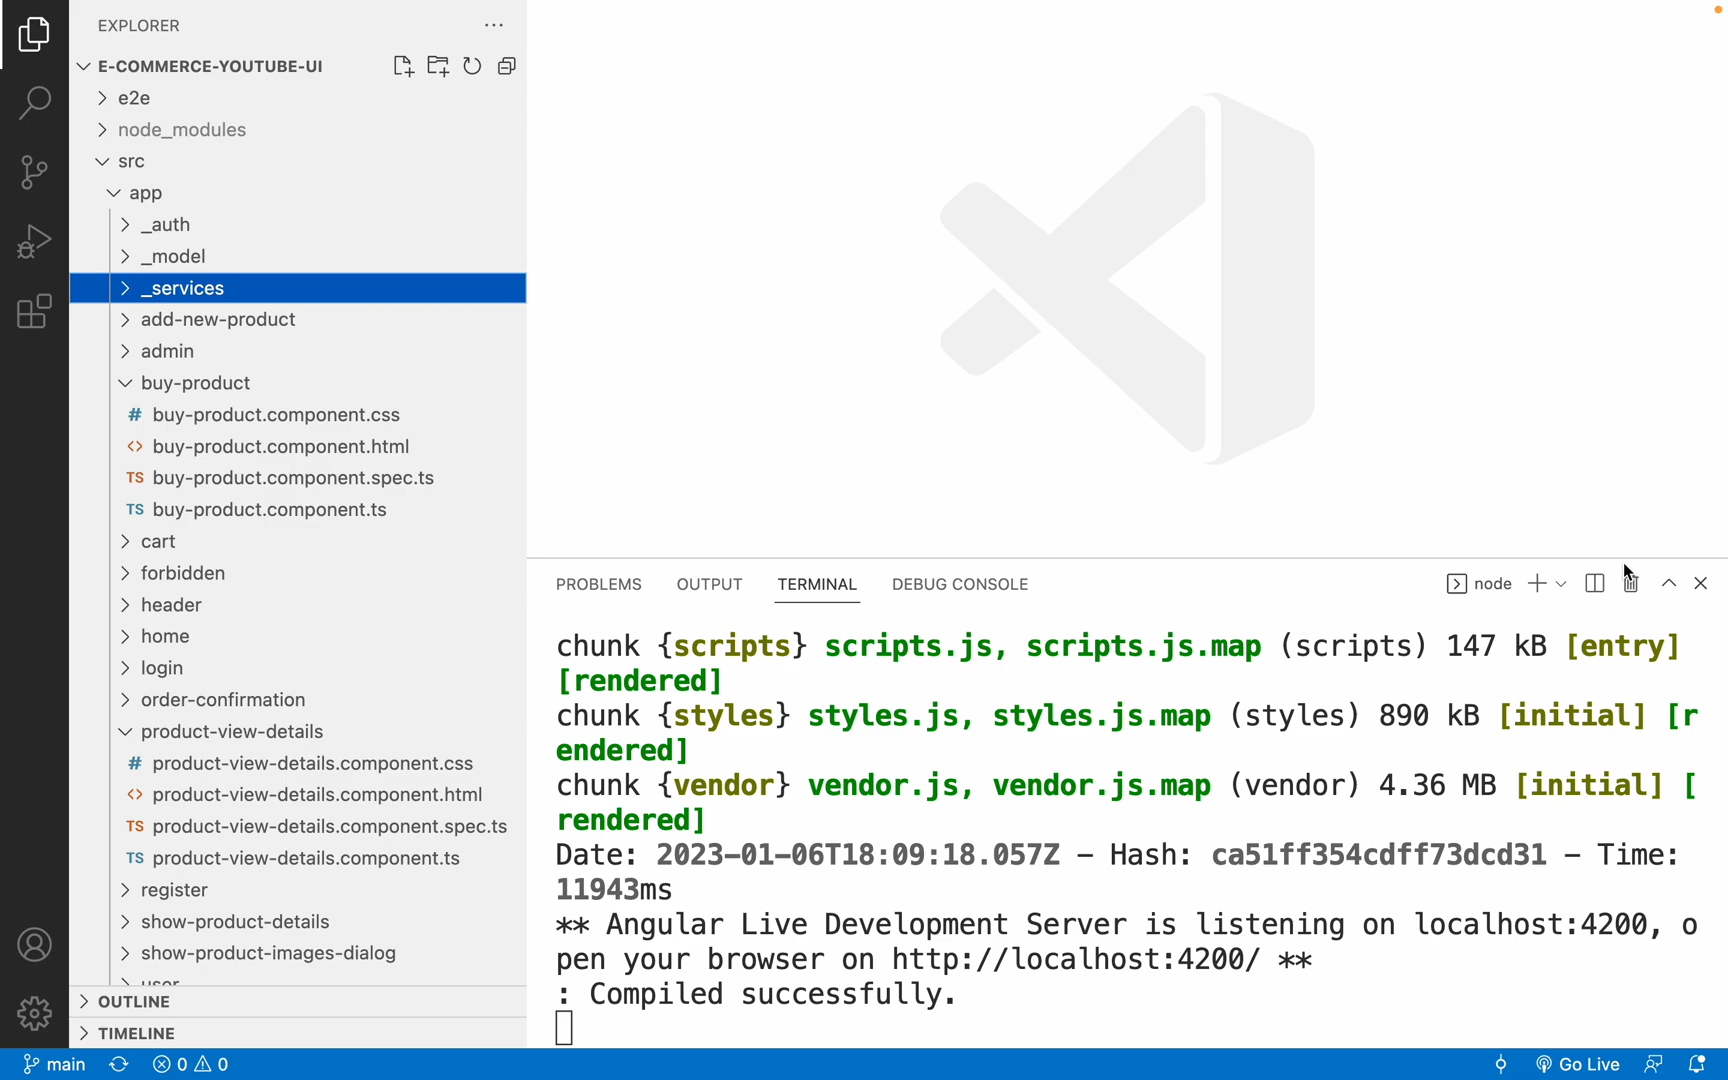 EXPLORER
E-COMMERCE-YOUTUBE-UI
e2e
node_modules
src
app
_auth
_model
_services
add-new-product
admin
buy-product
# buy-product.component.css
<> buy-product.component.html
TS buy-product.component.spec.ts
TS buy-product.component.ts
cart
forbidden
header
home
login
order-confirmation
product-view-details
# product-view-details.component.css
<> product-view-details.component.html
TS product-view-details.component.spec.ts
TS product-view-details.component.ts
register
show-product-details
show-product-images-dialog
user
OUTLINE
TIMELINE
PROBLEMS OUTPUT TERMINAL DEBUG CONSOLE node
chunk {scripts} scripts.js, scripts.js.map (scripts) 147 kB [entry]
[rendered]
chunk {styles} styles.js, styles.js.map (styles) 890 kB [initial] [r
endered]
chunk {vendor} vendor.js, vendor.js.map (vendor) 4.36 MB [initial] [
rendered]
Date: 2023-01-06T18:09:18.057Z – Hash: ca51ff354cdff73dcd31 – Time:
11943ms
** Angular Live Development Server is listening on localhost:4200, o
pen your browser on http://localhost:4200/ **
: Compiled successfully.
main 0 0 Go Live